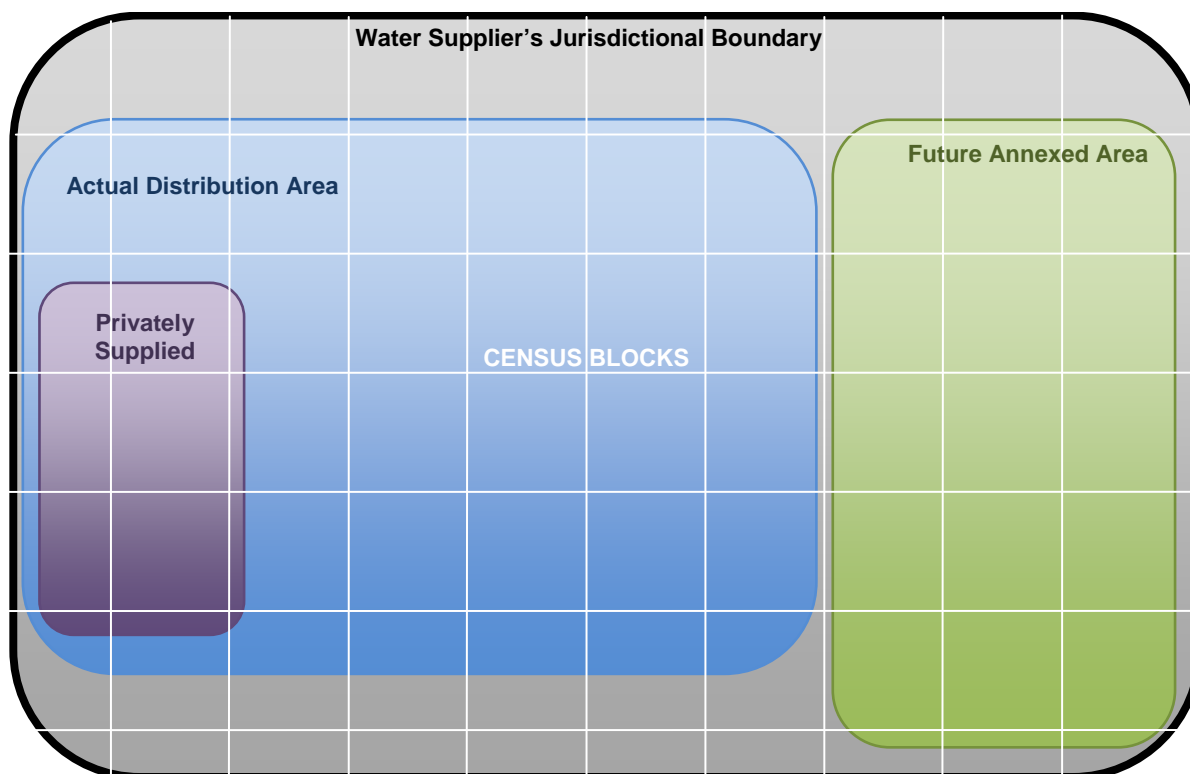 Water Supplier’s Jurisdictional Boundary
Future Annexed Area
Actual Distribution Area
Privately
Supplied
CENSUS BLOCKS